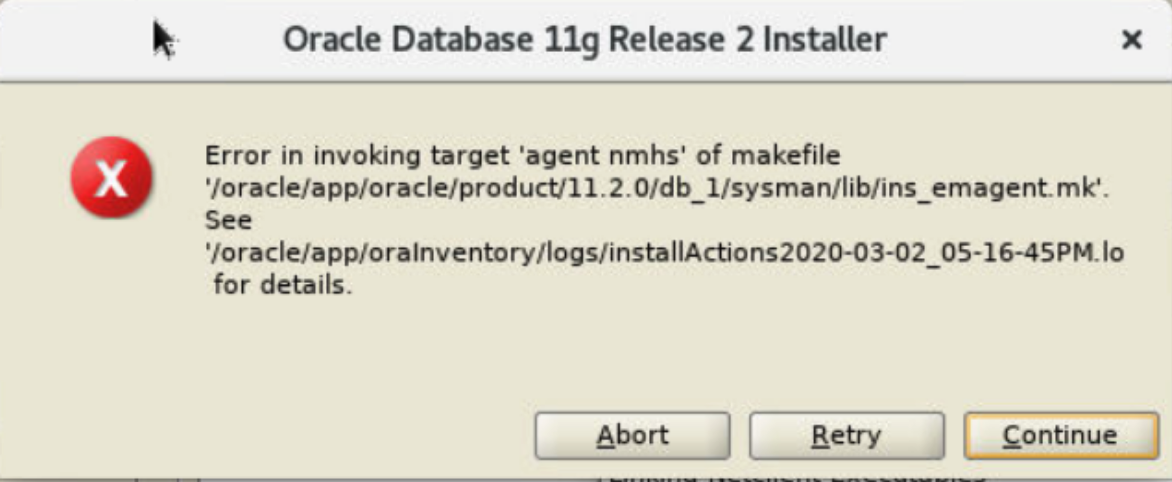 Oracle Database 11g Release 2 Installer
Error in invoking target 'agent nmhs' of makefile
'/oracle/app/oracle/product/11.2.0/db_1/sysman/lib/ins_emagent.mk'.
See
'/oracle/app/oraInventory/logs/installActions2020-03-02_05-16-45PM.lo
for details.
Abort Retry Continue